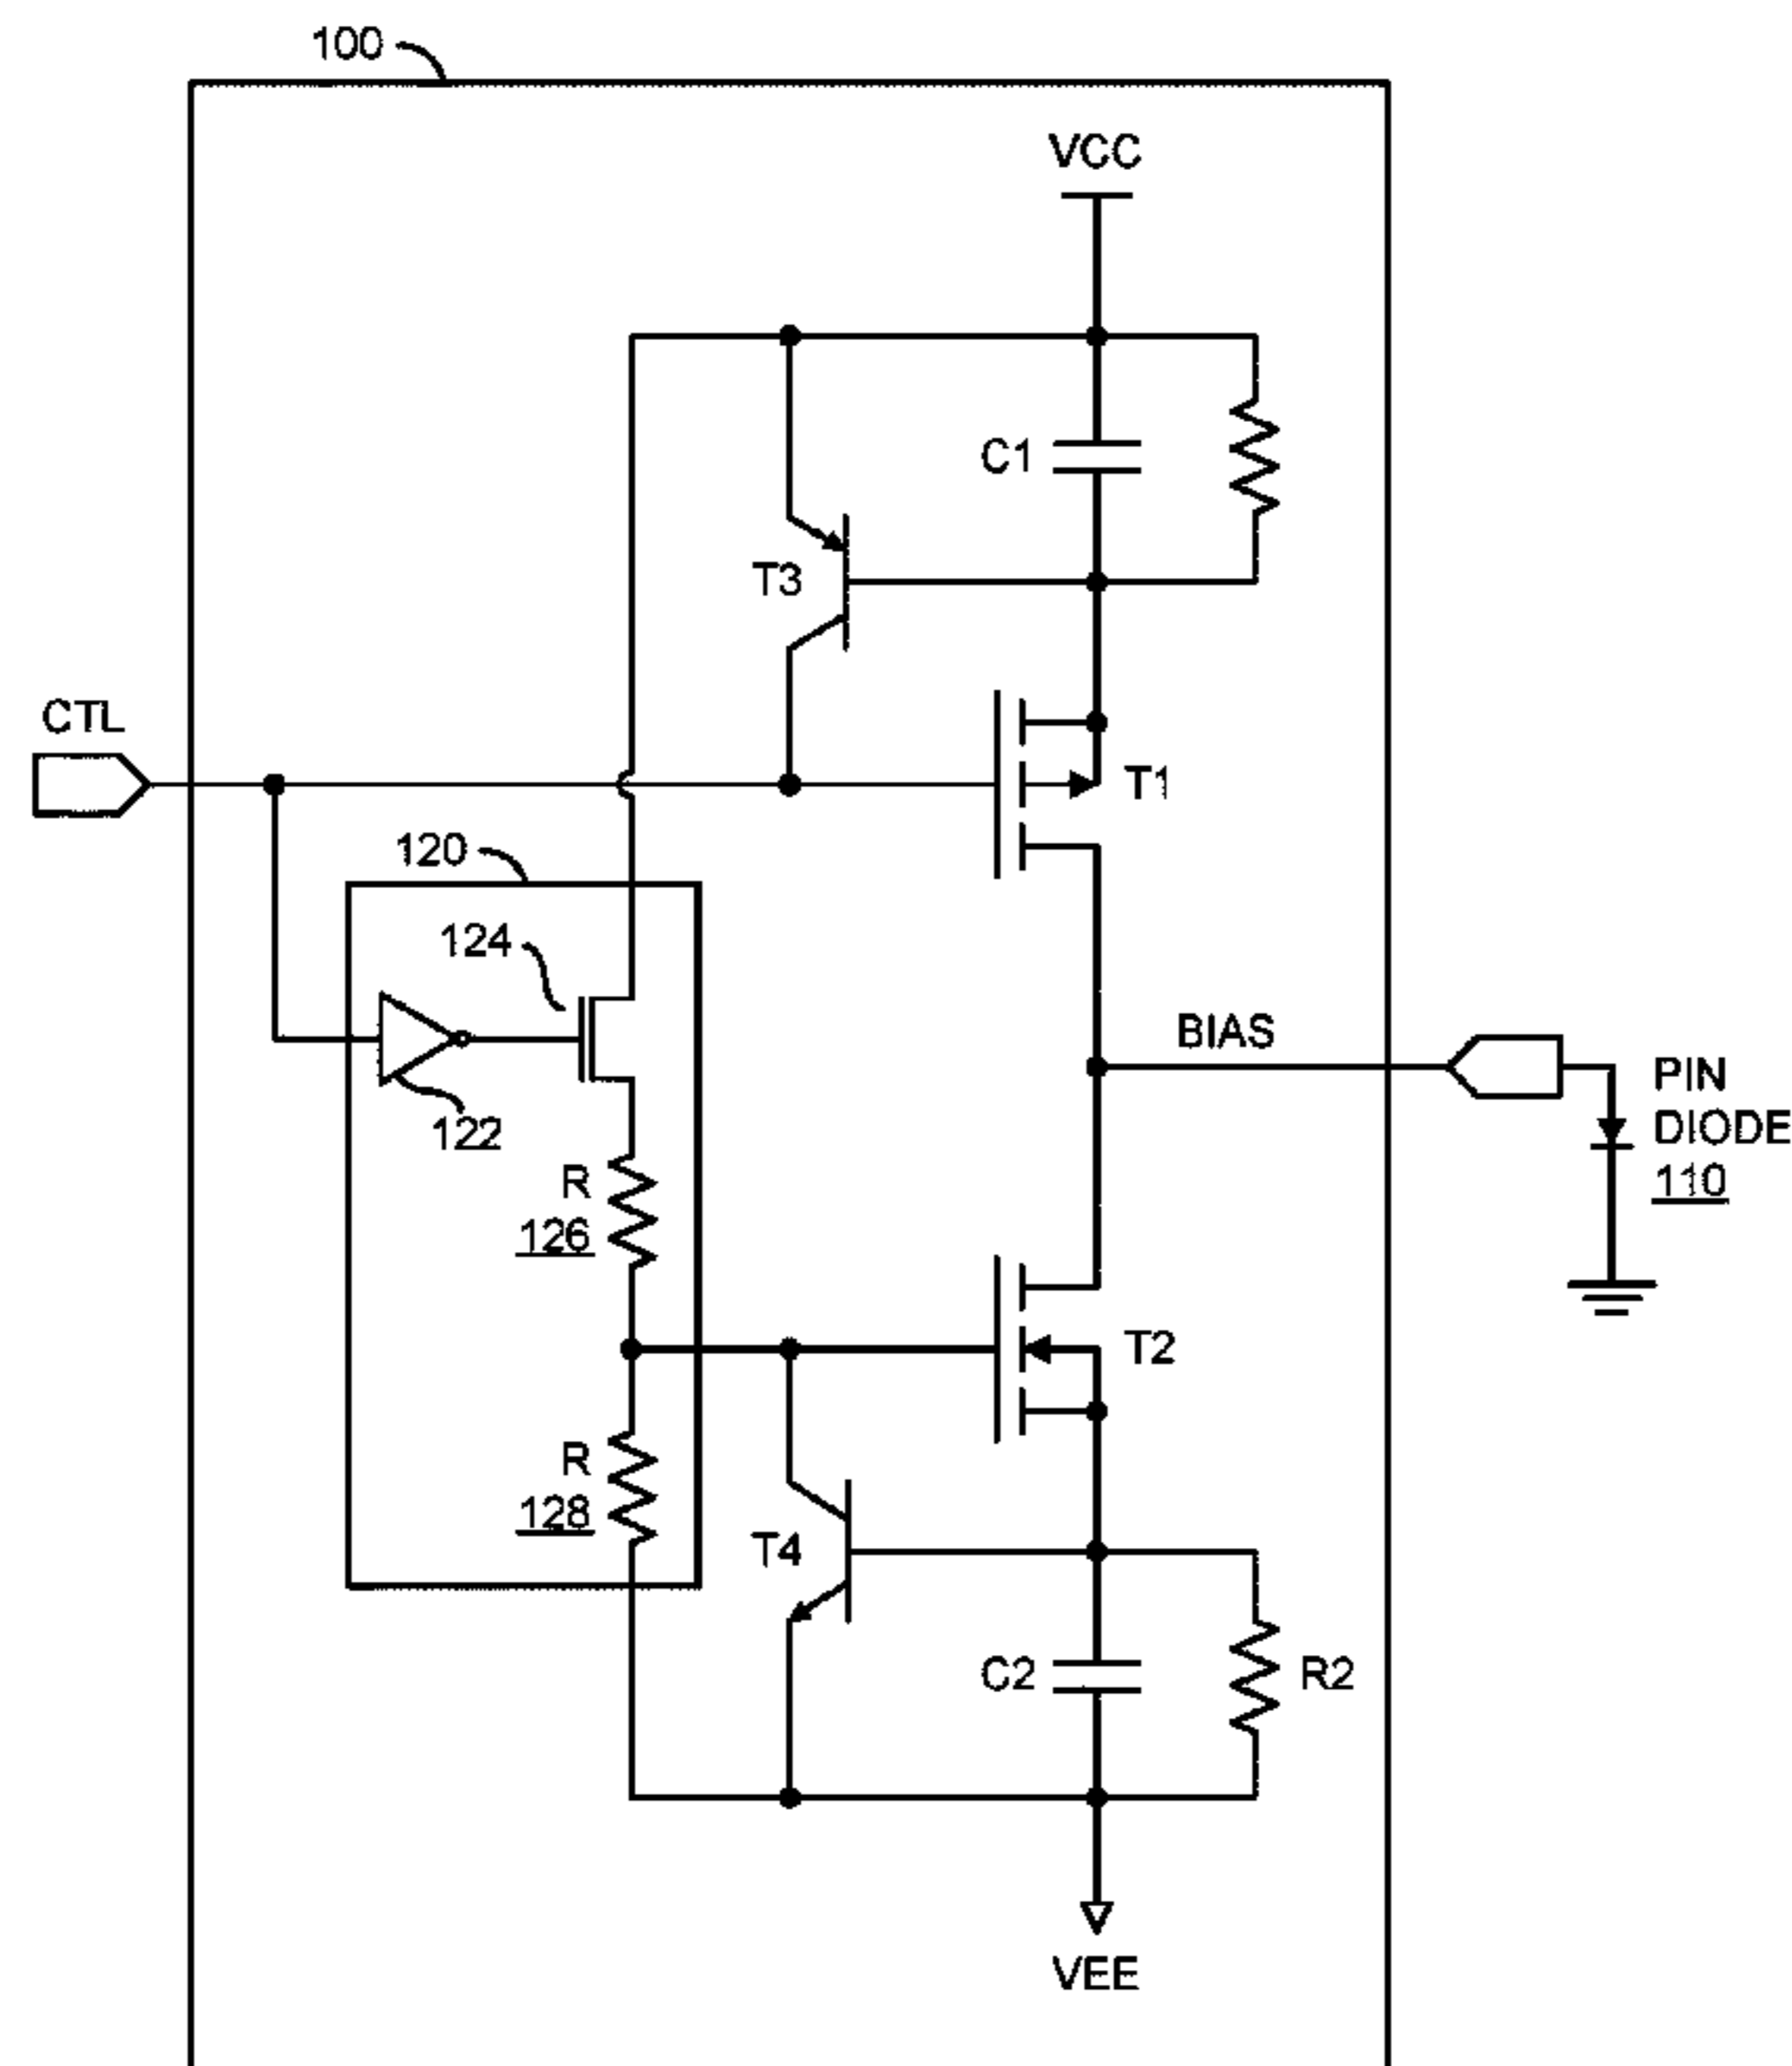 100
VCC
C1
T3
CTL
T1
120
124
BIAS
122
PIN
DIODE
110
R
126
T2
R
128
T4
C2
R2
VEE